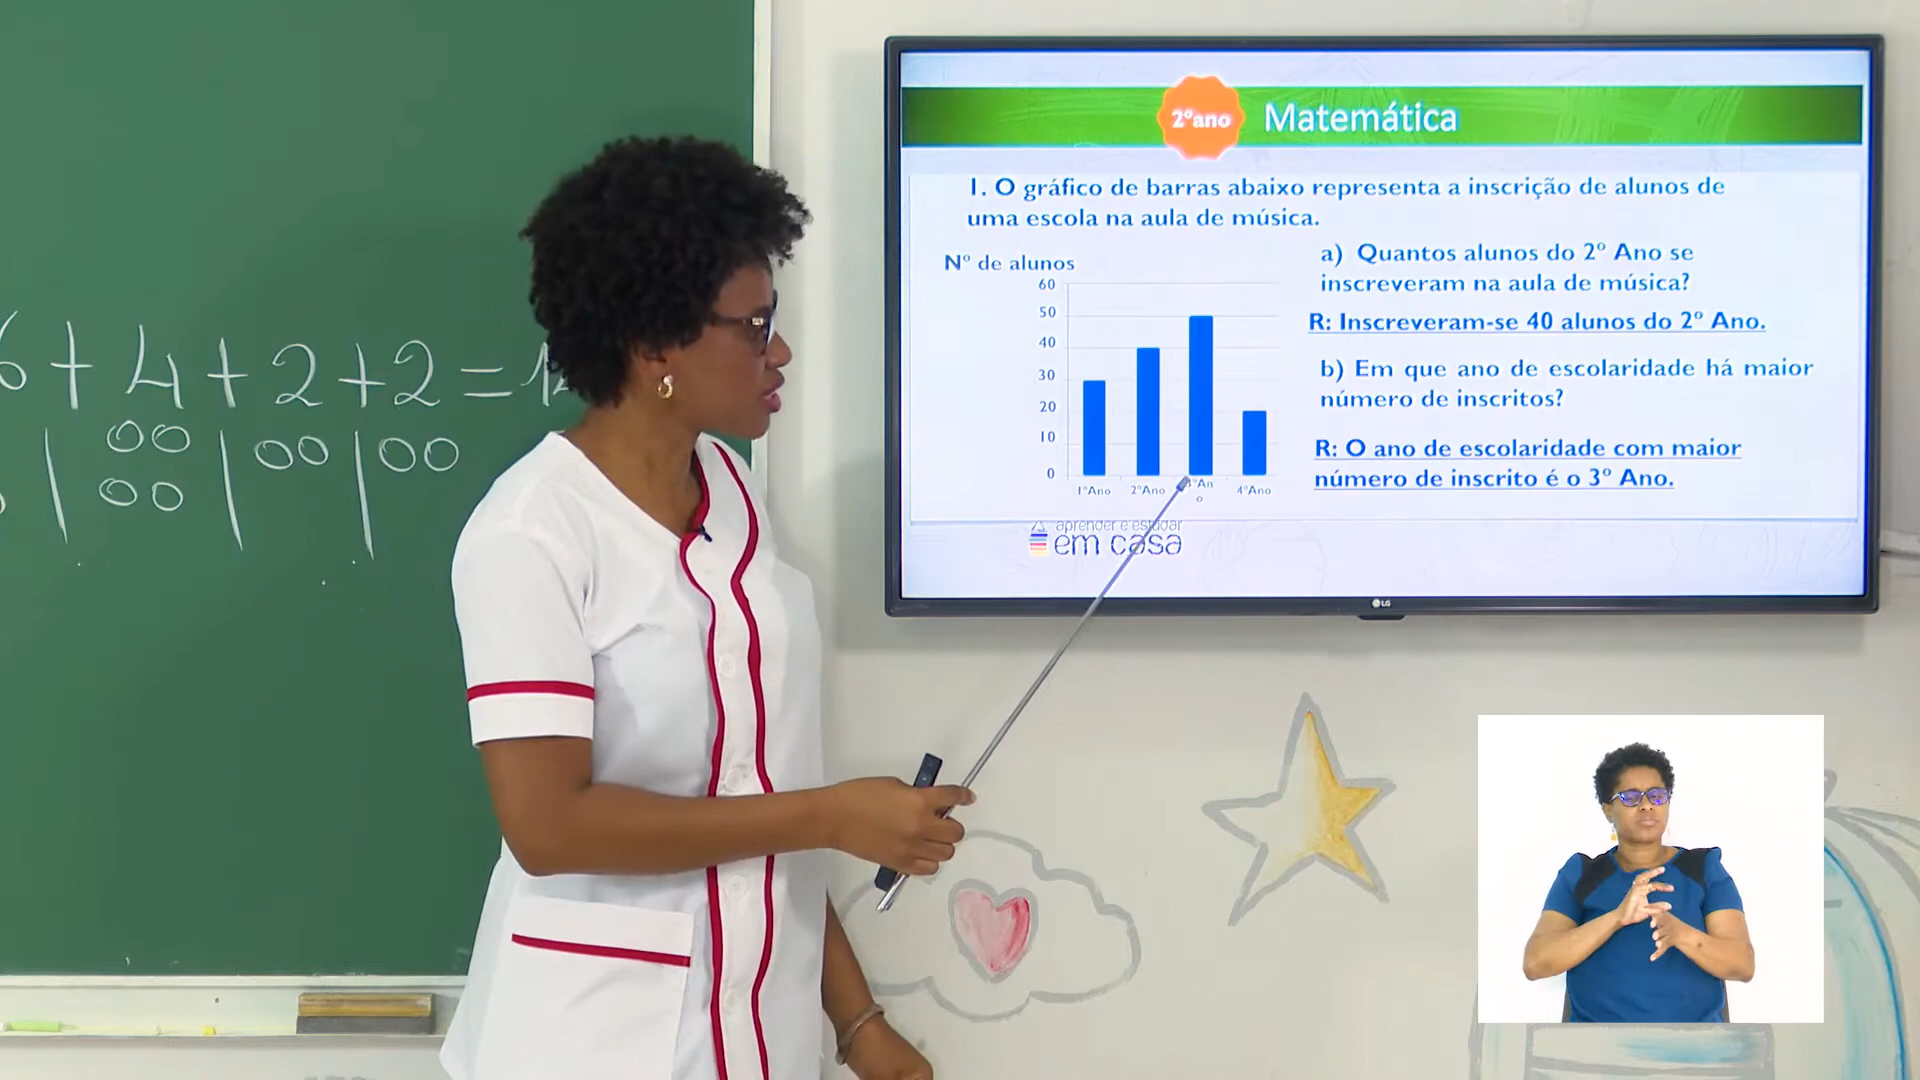 6 + 4 + 2 + 2 = 1
2ºano
Matemática
1. O gráfico de barras abaixo representa a inscrição de alunos de
uma escola na aula de música.
Nº de alunos
60
50
40
30
20
10
0
1ºAno
2ºAno
3ºAn
o
4ºAno
a) Quantos alunos do 2º Ano se
inscreveram na aula de música?
R: Inscreveram-se 40 alunos do 2º Ano.
b) Em que ano de escolaridade há maior
número de inscritos?
R: O ano de escolaridade com maior
número de inscrito é o 3º Ano.
aprender e estudar
em casa
LG